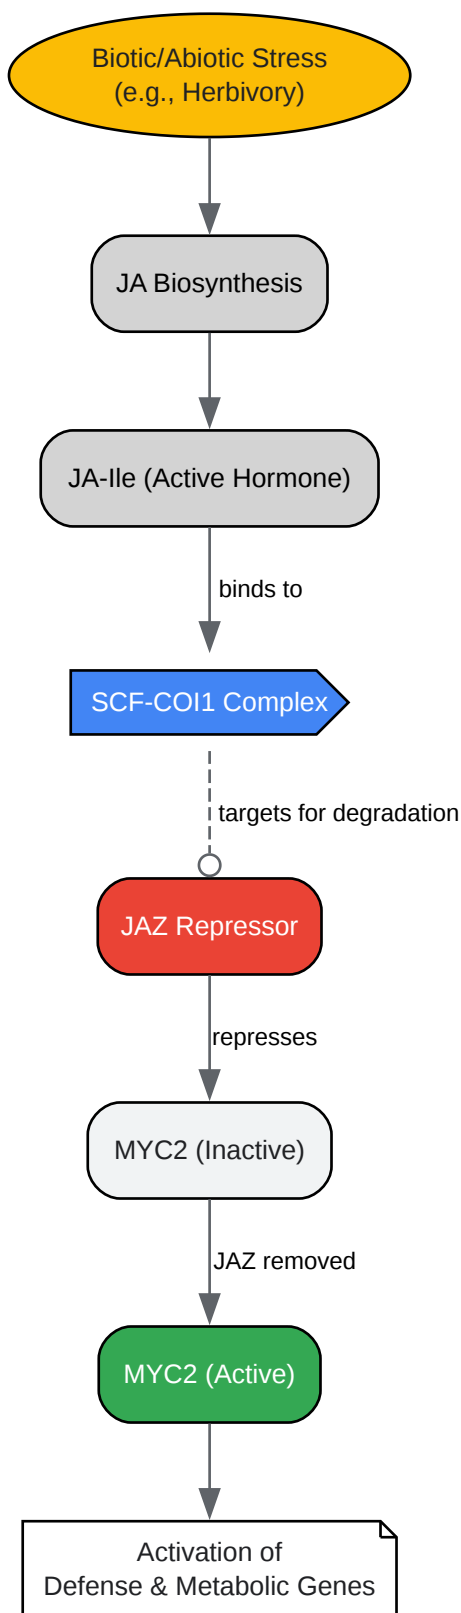 Biotic/Abiotic Stress
(e.g., Herbivory)
JA Biosynthesis
JA-Ile (Active Hormone)
binds to
SCF-COI1 Complex
targets for degradation
JAZ Repressor
represses
MYC2 (Inactive)
JAZ removed
MYC2 (Active)
Activation of
Defense & Metabolic Genes